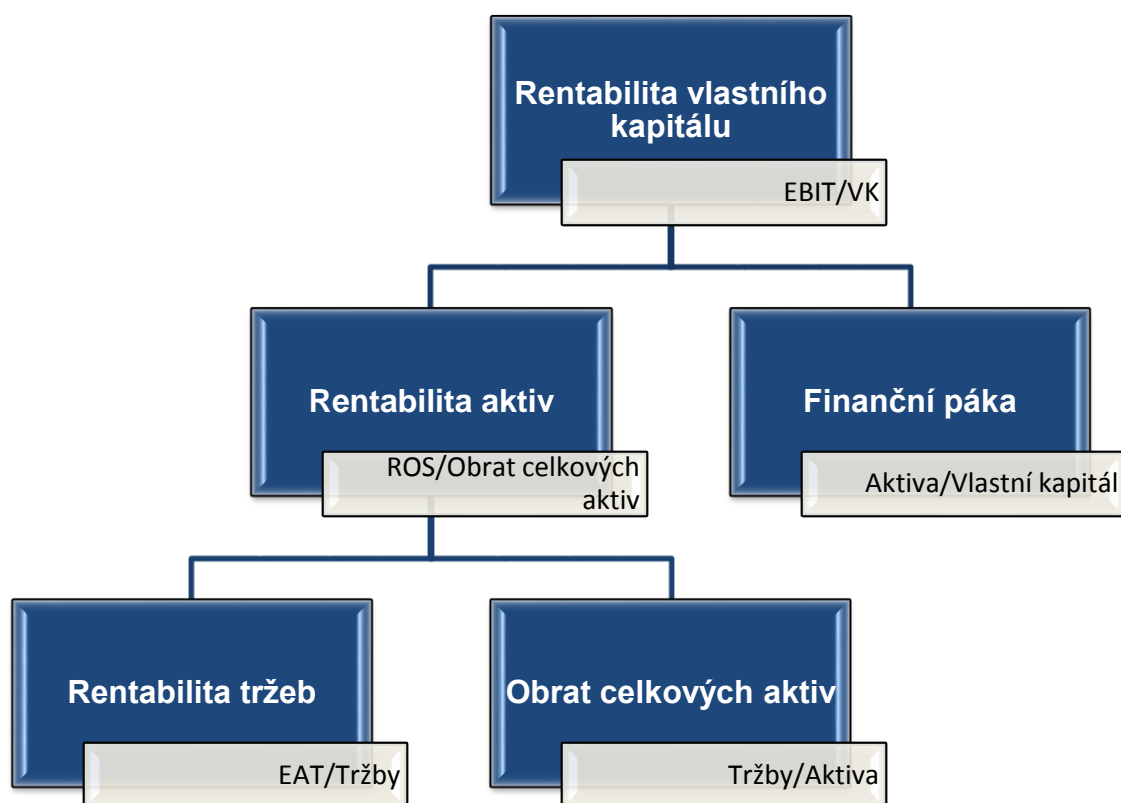 Rentabilita vlastního
kapitálu
EBIT/VK
Rentabilita aktiv
ROS/Obrat celkových
aktiv
Finanční páka
Aktiva/Vlastní kapitál
Rentabilita tržeb
EAT/Tržby
Obrat celkových aktiv
Tržby/Aktiva